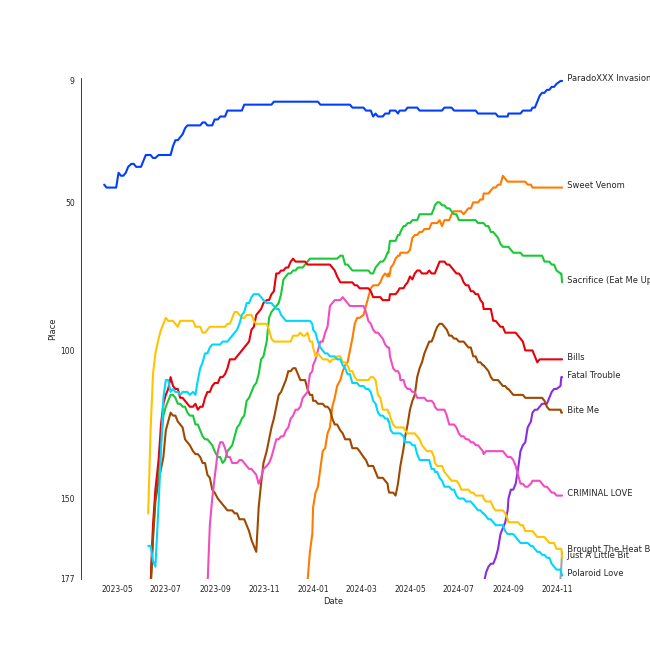 9
50
100
150
177
Place
2023-05
2023-07
2023-09
2023-11
2024-01
2024-03
2024-05
2024-07
2024-09
2024-11
Date
ParadoXXX Invasion
Sweet Venom
Sacrifice (Eat Me Up
Bills
Fatal Trouble
Bite Me
CRIMINAL LOVE
Brought The Heat B
Just A Little Bit
Polaroid Love